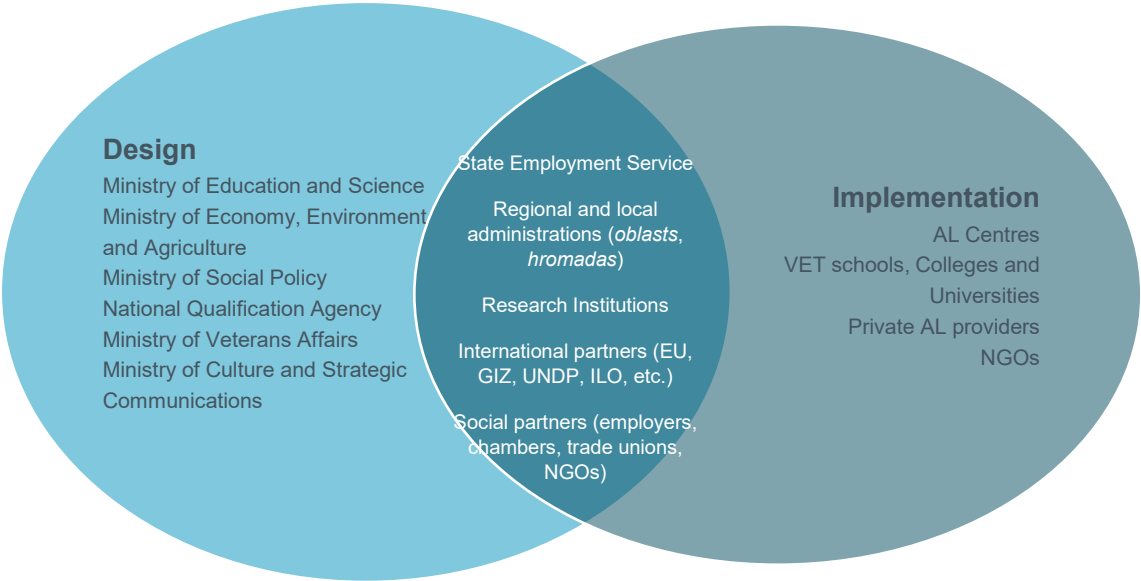 Design
Ministry of Education and Science
Ministry of Economy, Environment
and Agriculture
Ministry of Social Policy
National Qualification Agency
Ministry of Veterans Affairs
Ministry of Culture and Strategic
Communications
State Employment Service
Regional and local
administrations (oblasts,
hromadas)
Research Institutions
International partners (EU,
GIZ, UNDP, ILO, etc.)
Social partners (employers,
chambers, trade unions,
NGOs)
Implementation
AL Centres
VET schools, Colleges and
Universities
Private AL providers
NGOs